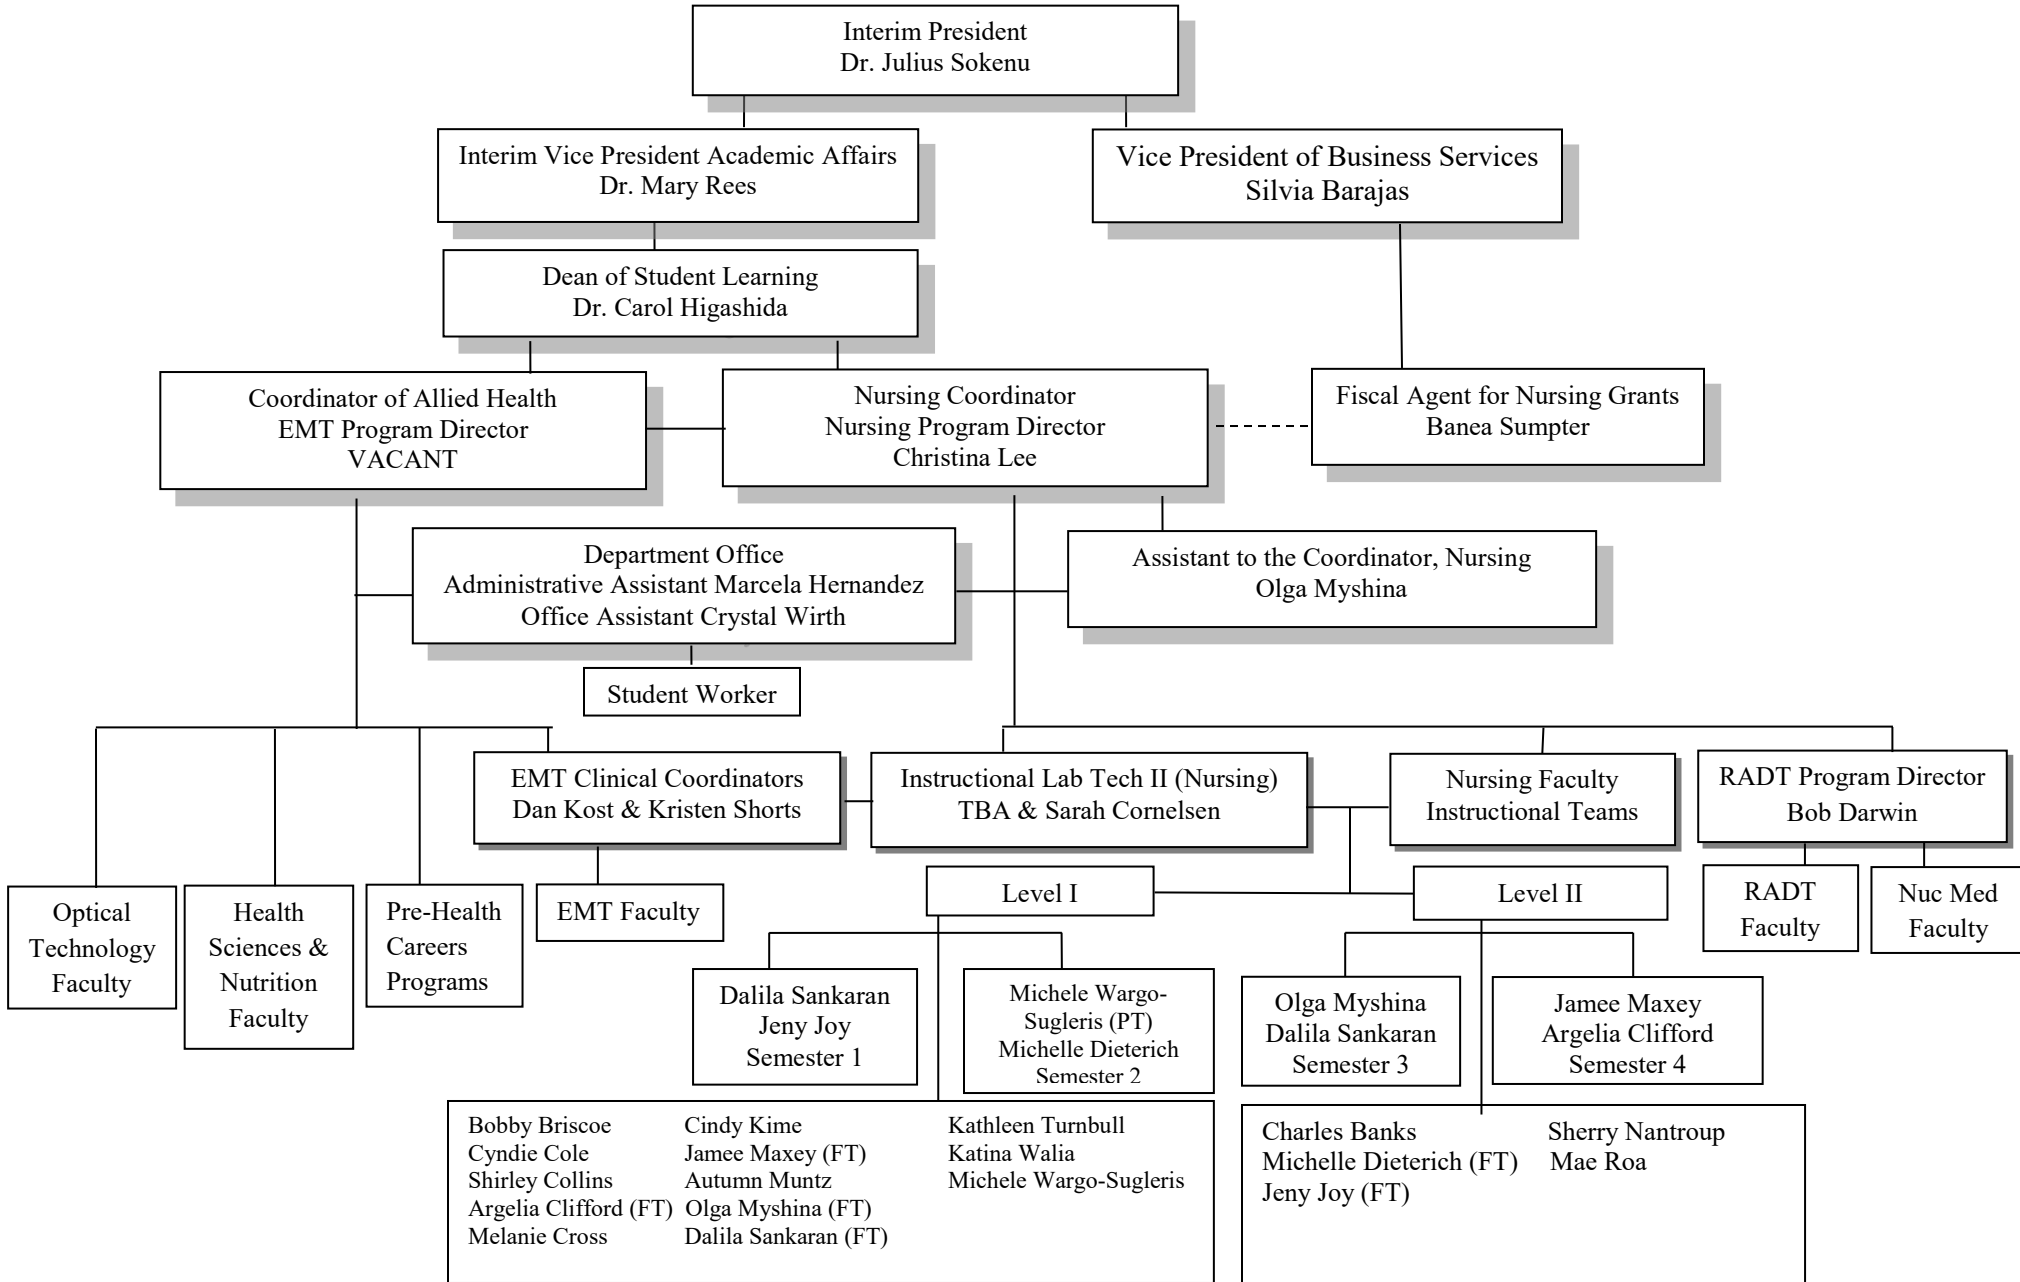 Interim President
Dr. Julius Sokenu
Interim Vice President Academic Affairs
Dr. Mary Rees
Vice President of Business Services
Silvia Barajas
Dean of Student Learning
Dr. Carol Higashida
Coordinator of Allied Health
EMT Program Director
VACANT
Nursing Coordinator
Nursing Program Director
Christina Lee
Fiscal Agent for Nursing Grants
Banea Sumpter
Department Office
Administrative Assistant Marcela Hernandez
Office Assistant Crystal Wirth
Assistant to the Coordinator, Nursing
Olga Myshina
Student Worker
EMT Clinical Coordinators
Dan Kost & Kristen Shorts
Instructional Lab Tech II (Nursing)
TBA & Sarah Cornelsen
Nursing Faculty
Instructional Teams
RADT Program Director
Bob Darwin
Optical
Technology
Faculty
Health
Sciences &
Nutrition
Faculty
Pre-Health
Careers
Programs
EMT Faculty
Level I
Level II
RADT
Faculty
Nuc Med
Faculty
Dalila Sankaran
Jeny Joy
Semester 1
Michele Wargo-
Sugleris (PT)
Michelle Dieterich
Semester 2
Olga Myshina
Dalila Sankaran
Semester 3
Jamee Maxey
Argelia Clifford
Semester 4
Bobby Briscoe
Cyndie Cole
Shirley Collins
Argelia Clifford (FT)
Melanie Cross
Cindy Kime
Jamee Maxey (FT)
Autumn Muntz
Olga Myshina (FT)
Dalila Sankaran (FT)
Kathleen Turnbull
Katina Walia
Michele Wargo-Sugleris
Charles Banks
Michelle Dieterich (FT)
Jeny Joy (FT)
Sherry Nantroup
Mae Roa